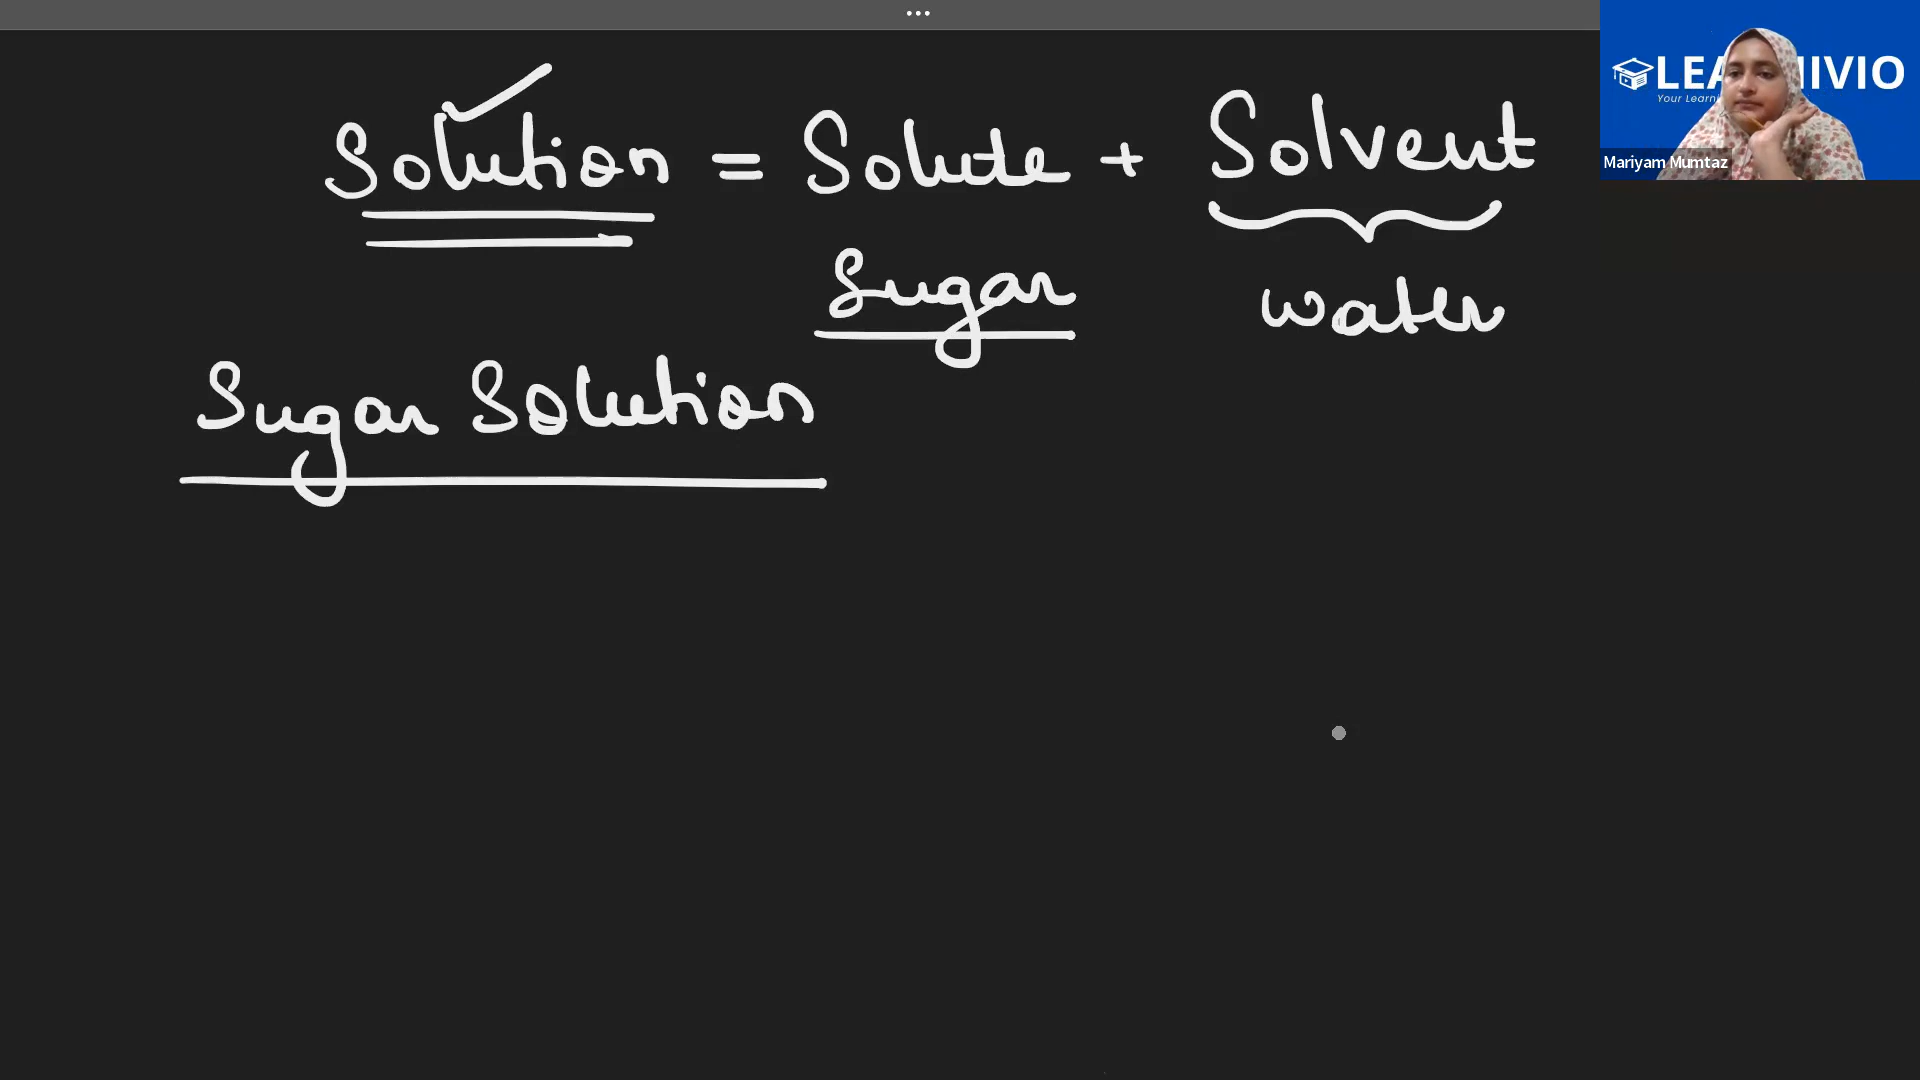 Solution = Solute + Solvent
Sugar water
Sugar Solution
Mariyam Mumtaz